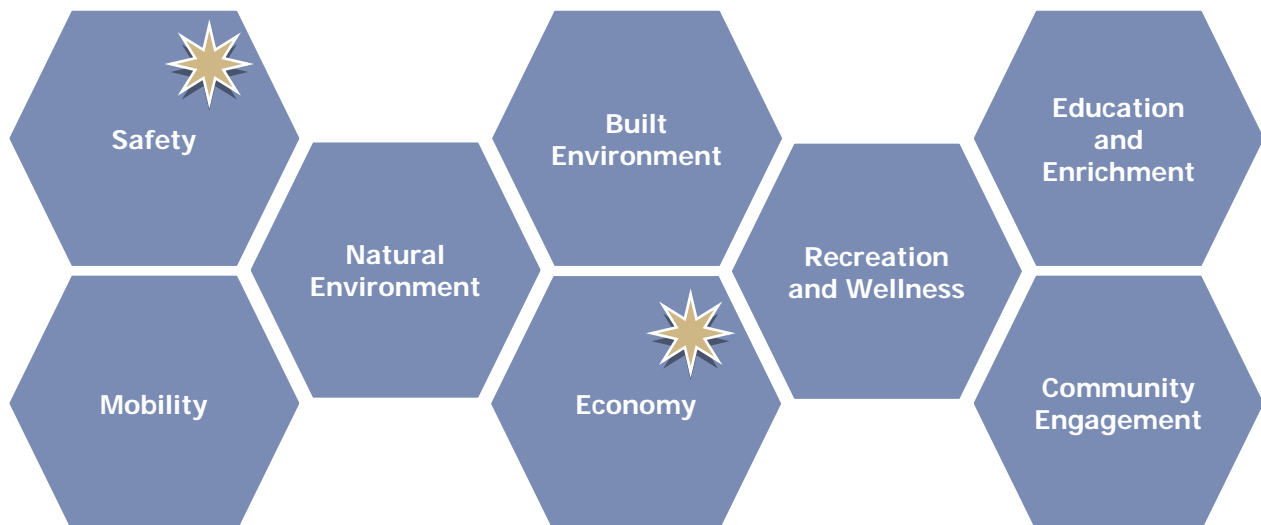 Safety
Built
Environment
Education
and
Enrichment
Natural
Environment
Recreation
and Wellness
Mobility
Economy
Community
Engagement